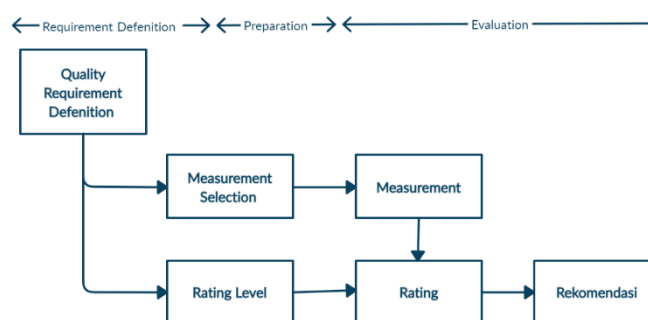 Requirement Defenition
Preparation
Evaluation
Quality
Requirement
Defenition
Measurement
Selection
Measurement
Rating Level
Rating
Rekomendasi